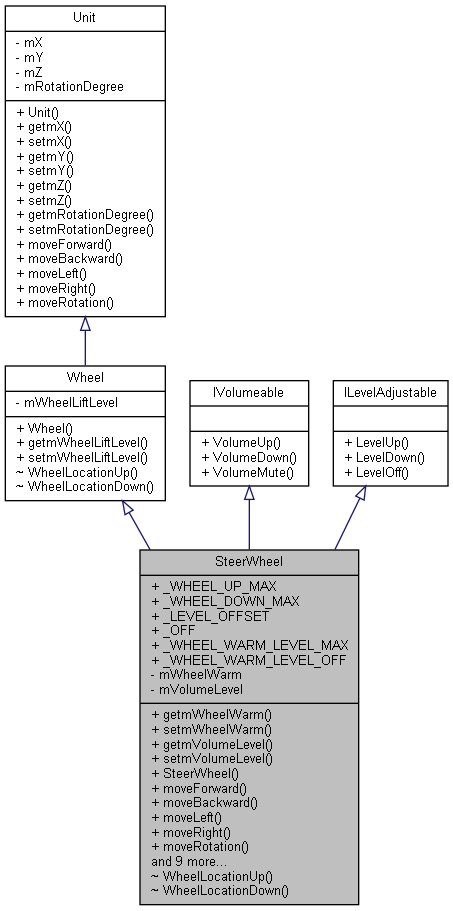 Unit
- mX
- mY
- mZ
- mRotationDegree
+ Unit()
+ getmX()
+ setmX()
+ getmY()
+ setmY()
+ getmZ()
+ setmZ()
+ getmRotationDegree()
+ setmRotationDegree()
+ moveForward()
+ moveBackward()
+ moveLeft()
+ moveRight()
+ moveRotation()
Wheel
- mWheelLiftLevel
+ Wheel()
+ getmWheelLiftLevel()
+ setmWheelLiftLevel()
~ WheelLocationUp()
~ WheelLocationDown()
IVolumeable
+ VolumeUp()
+ VolumeDown()
+ VolumeMute()
ILevelAdjustable
+ LevelUp()
+ LevelDown()
+ LevelOff()
SteerWheel
+ _WHEEL_UP_MAX
+ _WHEEL_DOWN_MAX
+ _LEVEL_OFFSET
+ _OFF
+ _WHEEL_WARM_LEVEL_MAX
+ _WHEEL_WARM_LEVEL_OFF
- mWheelWarm
- mVolumeLevel
+ getmWheelWarm()
+ setmWheelWarm()
+ getmVolumeLevel()
+ setmVolumeLevel()
+ SteerWheel()
+ moveForward()
+ moveBackward()
+ moveLeft()
+ moveRight()
+ moveRotation()
and 9 more...
~ WheelLocationUp()
~ WheelLocationDown()